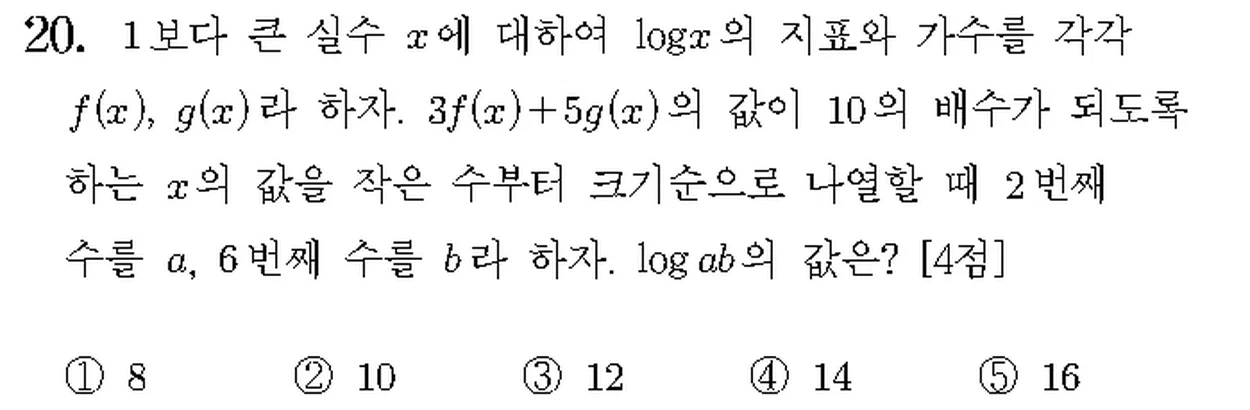 20. 1보다 큰 실수 x에 대하여 logx의 지표와 가수를 각각
f(x), g(x)라 하자. 3f(x)+5g(x)의 값이 10의 배수가 되도록
하는 x의 값을 작은 수부터 크기순으로 나열할 때 2번째
수를 a, 6번째 수를 b라 하자. log ab의 값은? [4점]
① 8 ② 10 ③ 12 ④ 14 ⑤ 16